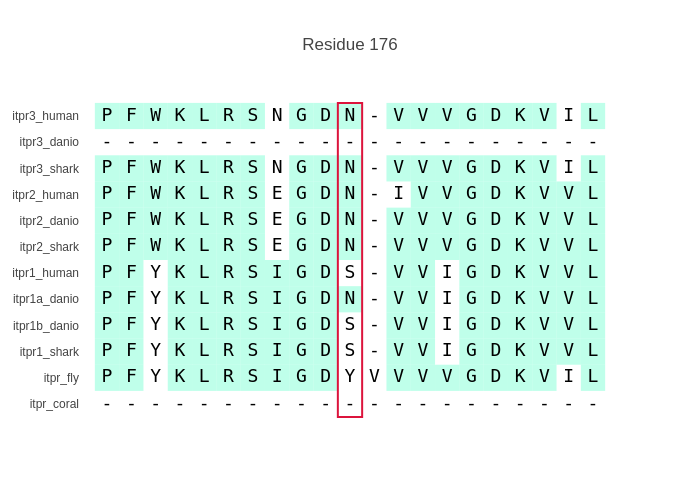 Residue 176
itpr3_human P F W K L R S N G D N - V V V G D K V I L
itpr3_danio - - - - - - - - - - - - - - - - - - - - -
itpr3_shark P F W K L R S N G D N - V V V G D K V I L
itpr2_human P F W K L R S E G D N - I V V G D K V V L
itpr2_danio P F W K L R S E G D N - V V V G D K V V L
itpr2_shark P F W K L R S E G D N - V V V G D K V V L
itpr1_human P F Y K L R S I G D S - V V I G D K V V L
itpr1a_danio P F Y K L R S I G D N - V V I G D K V V L
itpr1b_danio P F Y K L R S I G D S - V V I G D K V V L
itpr1_shark P F Y K L R S I G D S - V V I G D K V V L
itpr_fly P F Y K L R S I G D Y V V V V G D K V I L
itpr_coral - - - - - - - - - - - - - - - - - - - - -